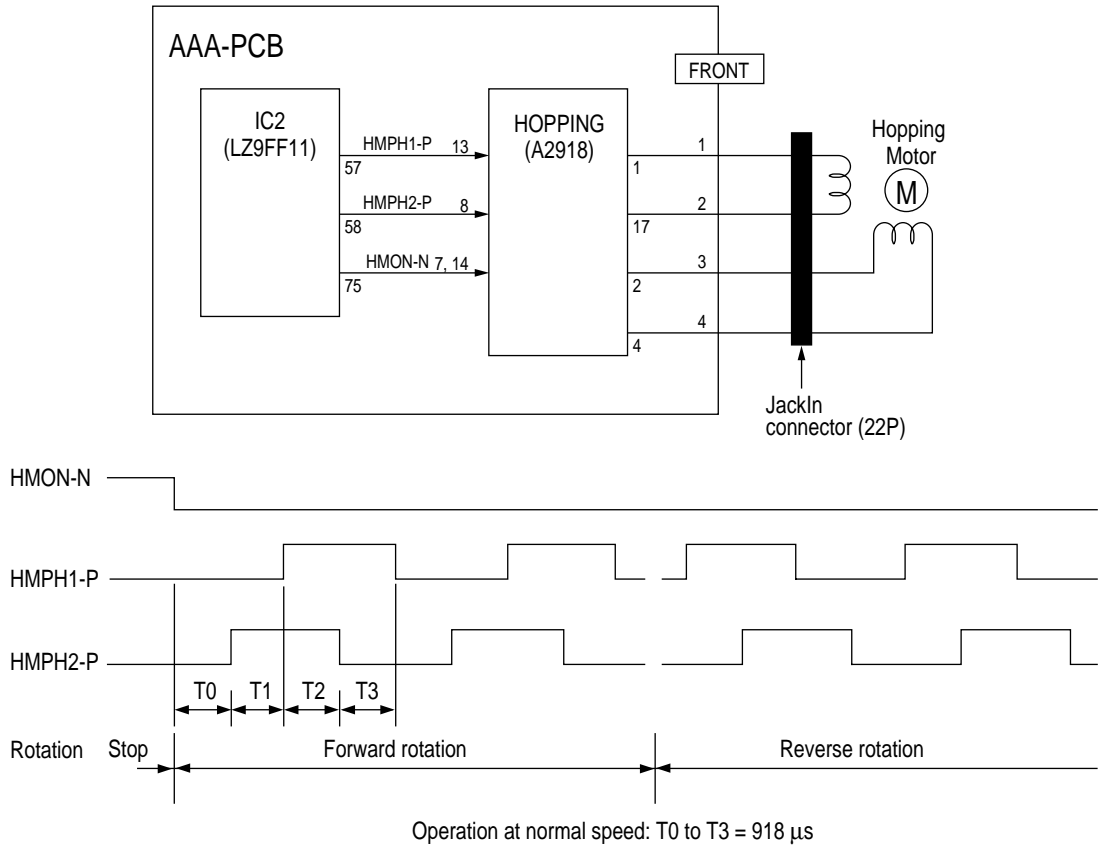 AAA-PCB
FRONT
IC2
(LZ9FF11)
HOPPING
(A2918)
Hopping
Motor
M
HMPH1-P 13
57
1
1
HMPH2-P 8
58
2
17
HMON-N 7, 14
75
3
2
4
4
JackIn
connector (22P)
HMON-N
HMPH1-P
HMPH2-P
T0 T1 T2 T3
Rotation Stop Forward rotation Reverse rotation
Operation at normal speed: T0 to T3 = 918 µs